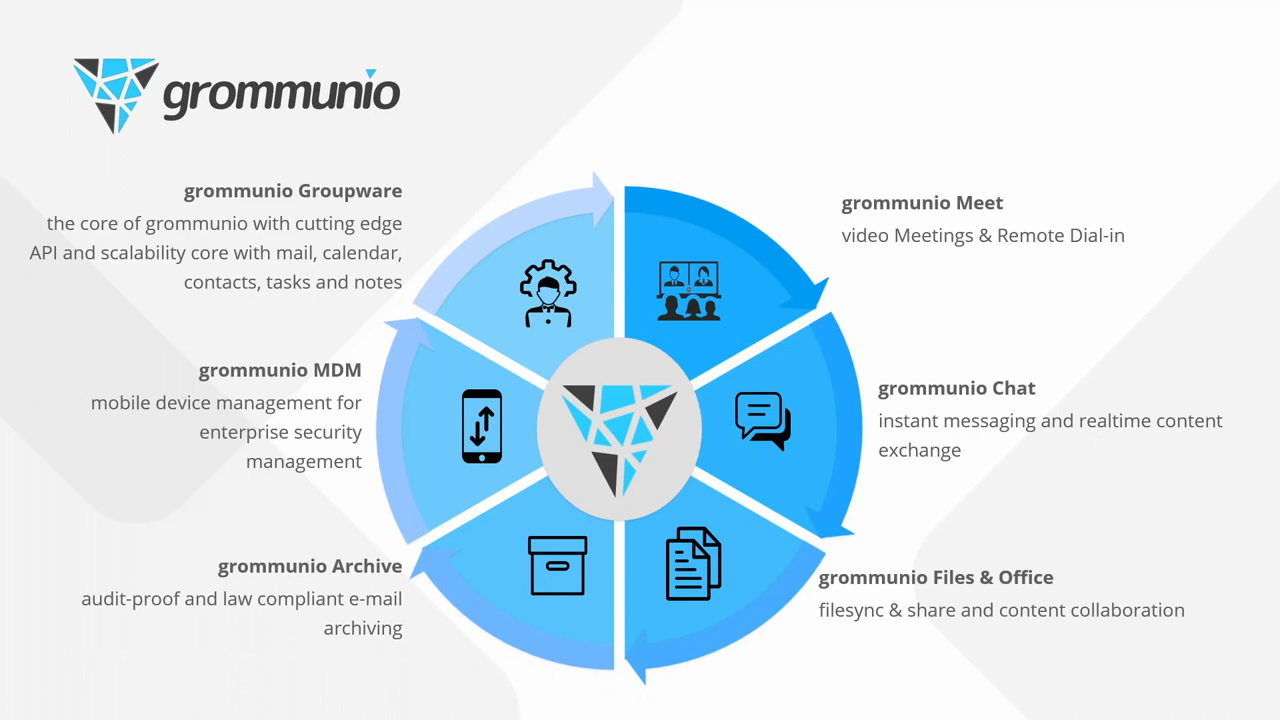 grommunio
grommunio Groupware
the core of grommunio with cutting edge
API and scalability core with mail, calendar,
contacts, tasks and notes
grommunio MDM
mobile device management for
enterprise security
management
grommunio Archive
audit-proof and law compliant e-mail
archiving
grommunio Meet
video Meetings & Remote Dial-in
grommunio Chat
instant messaging and realtime content
exchange
grommunio Files & Office
filesync & share and content collaboration